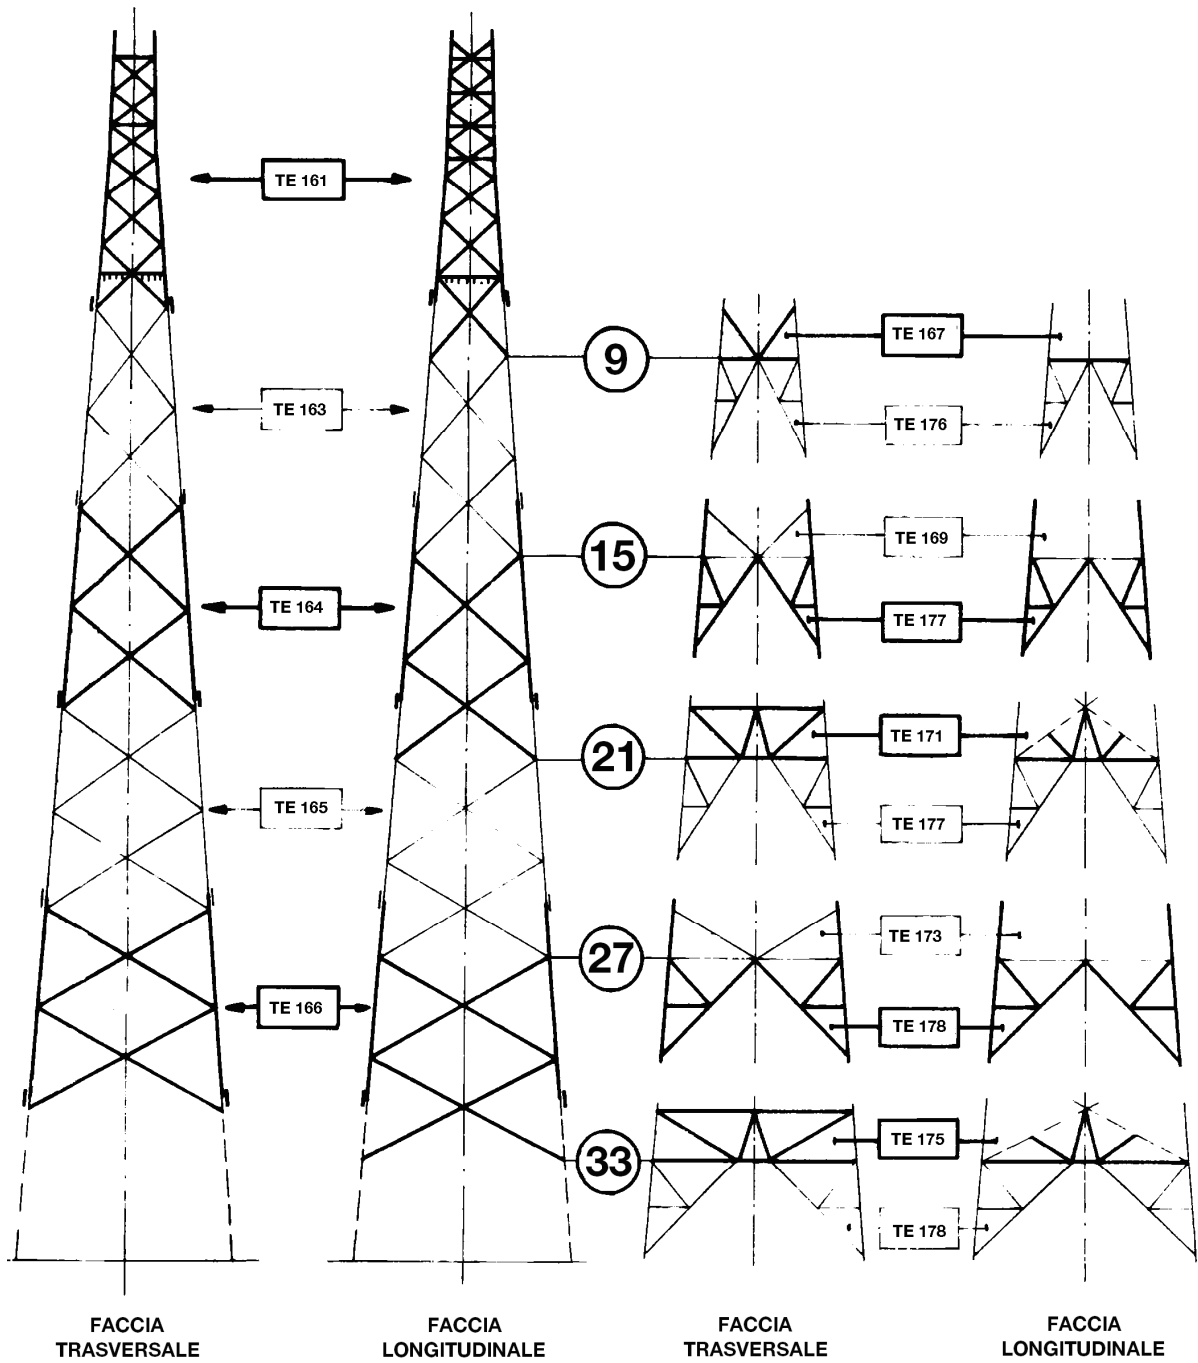 TE 161
9
TE 167
TE 163
TE 176
15
TE 169
TE 164
TE 177
21
TE 171
TE 165
TE 177
27
TE 173
TE 166
TE 178
33
TE 175
TE 178
FACCIA
TRASVERSALE
FACCIA
LONGITUDINALE
FACCIA
TRASVERSALE
FACCIA
LONGITUDINALE